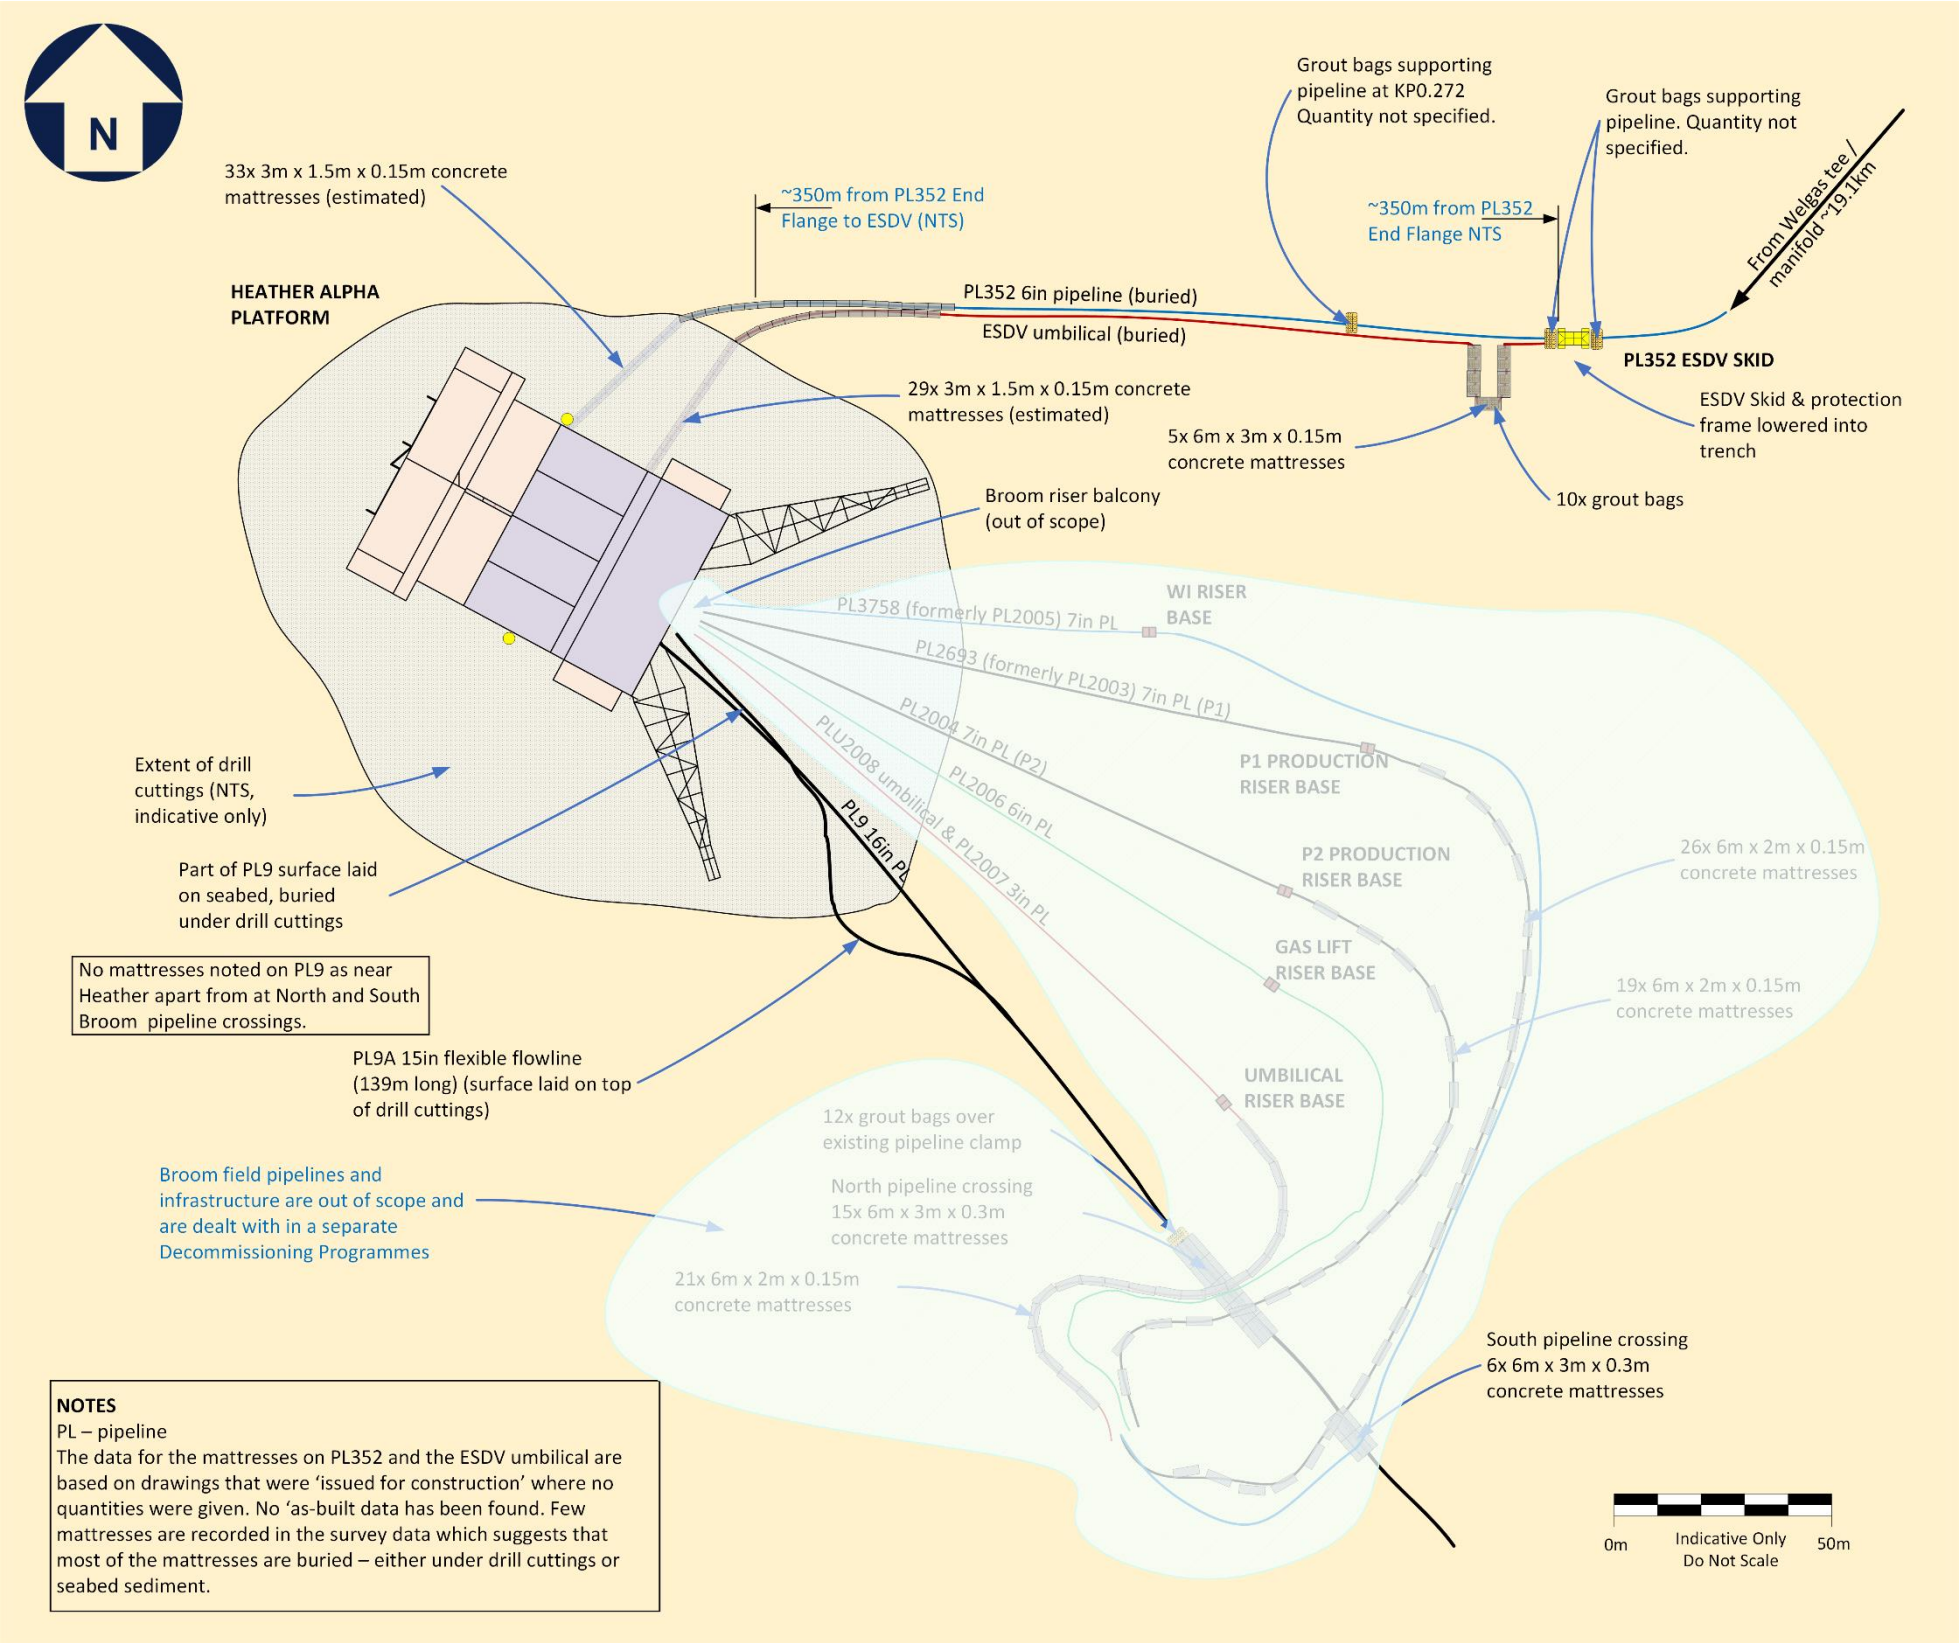 N
Grout bags supporting
pipeline at KP0.272
Quantity not specified.
Grout bags supporting
pipeline. Quantity not
specified.
From Welgas tee /
manifold ~19.1km
33x 3m x 1.5m x 0.15m concrete
mattresses (estimated)
~350m from PL352 End
Flange to ESDV (NTS)
~350m from PL352
End Flange NTS
HEATHER ALPHA
PLATFORM
PL352 6in pipeline (buried)
ESDV umbilical (buried)
PL352 ESDV SKID
29x 3m x 1.5m x 0.15m concrete
mattresses (estimated)
ESDV Skid & protection
frame lowered into
trench
5x 6m x 3m x 0.15m
concrete mattresses
10x grout bags
Broom riser balcony
(out of scope)
WI RISER
BASE
PL3758 (formerly PL2005) 7in PL
PL2693 (formerly PL2003) 7in PL (P1)
PL2004 7in PL (P2)
PL2006 6in PL
PLU2008 umbilical & PL2007 3in PL
PL9 16in PL
P1 PRODUCTION
RISER BASE
Extent of drill
cuttings (NTS,
indicative only)
26x 6m x 2m x 0.15m
concrete mattresses
P2 PRODUCTION
RISER BASE
Part of PL9 surface laid
on seabed, buried
under drill cuttings
GAS LIFT
RISER BASE
No mattresses noted on PL9 as near
Heather apart from at North and South
Broom pipeline crossings.
19x 6m x 2m x 0.15m
concrete mattresses
PL9A 15in flexible flowline
(139m long) (surface laid on top
of drill cuttings)
UMBILICAL
RISER BASE
12x grout bags over
existing pipeline clamp
Broom field pipelines and
infrastructure are out of scope and
are dealt with in a separate
Decommissioning Programmes
North pipeline crossing
15x 6m x 3m x 0.3m
concrete mattresses
21x 6m x 2m x 0.15m
concrete mattresses
South pipeline crossing
6x 6m x 3m x 0.3m
concrete mattresses
NOTES
PL – pipeline
The data for the mattresses on PL352 and the ESDV umbilical are
based on drawings that were ‘issued for construction’ where no
quantities were given. No ‘as-built data has been found. Few
mattresses are recorded in the survey data which suggests that
most of the mattresses are buried – either under drill cuttings or
seabed sediment.
0m
Indicative Only
Do Not Scale
50m